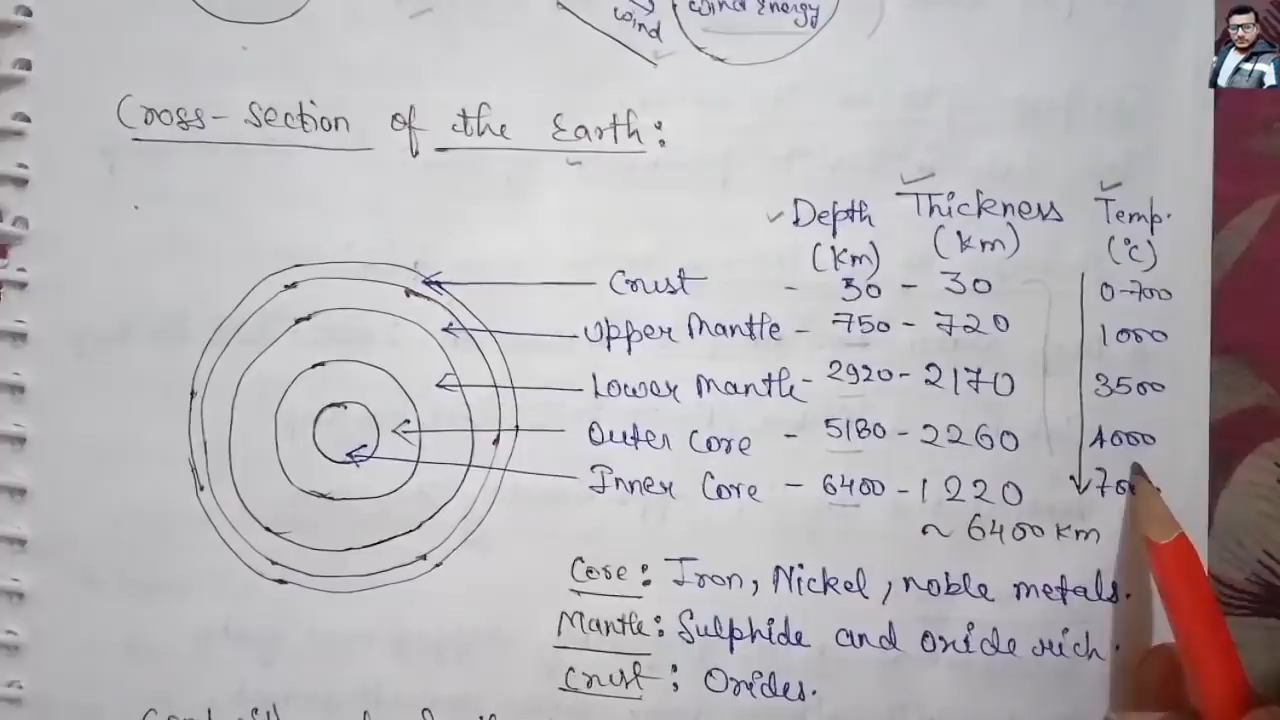 wind
wind Energy
Cross-section of the Earth:
Depth Thickness Temp.
(Km) (km) (°C)
Crust - 30 - 30 0-700
Upper Mantle - 750 - 720 1000
Lower Mantle - 2920 - 2170 3500
Outer Core - 5180 - 2260 4000
Inner Core - 6400 - 1220
~ 6400 km
Core: Iron, Nickel, noble metals.
Mantle: Sulphide and oxide rich.
Crust: Oxides.